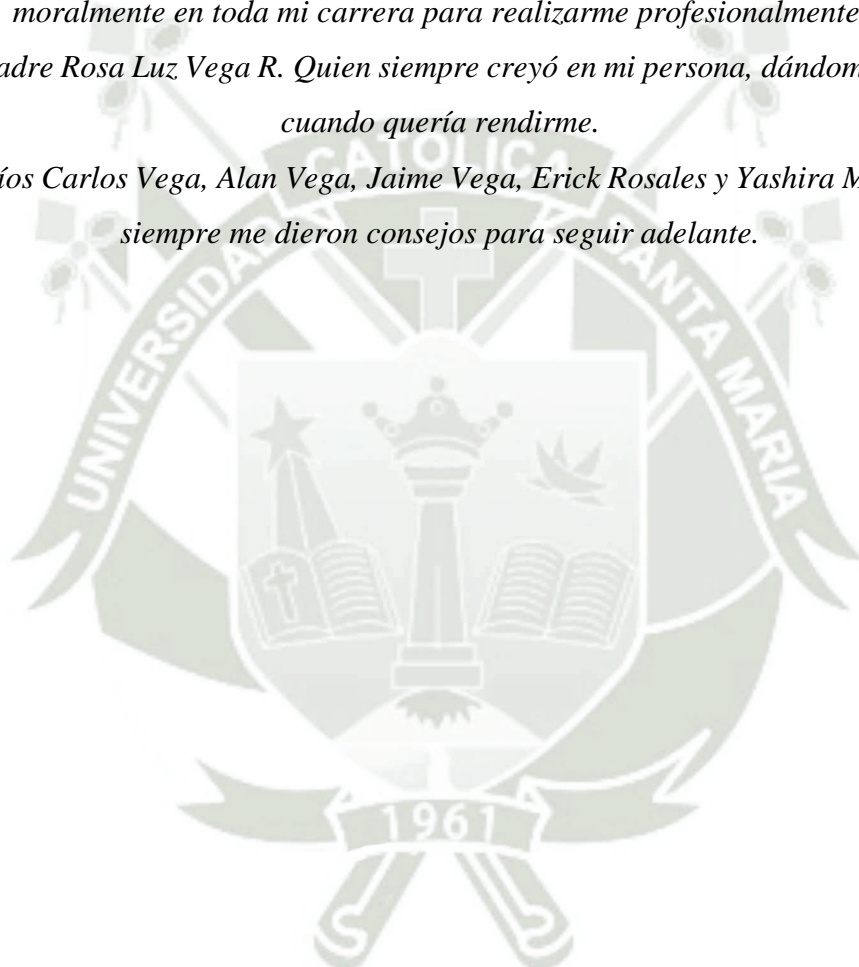 moralmente en toda mi carrera para realizarme profesionalmente
adre Rosa Luz Vega R. Quien siempre creyó en mi persona, dándom
cuando quería rendirme.
íos Carlos Vega, Alan Vega, Jaime Vega, Erick Rosales y Yashira M
siempre me dieron consejos para seguir adelante.
UNIVERSIDAD CATOLIC SANTA MARIA
1961